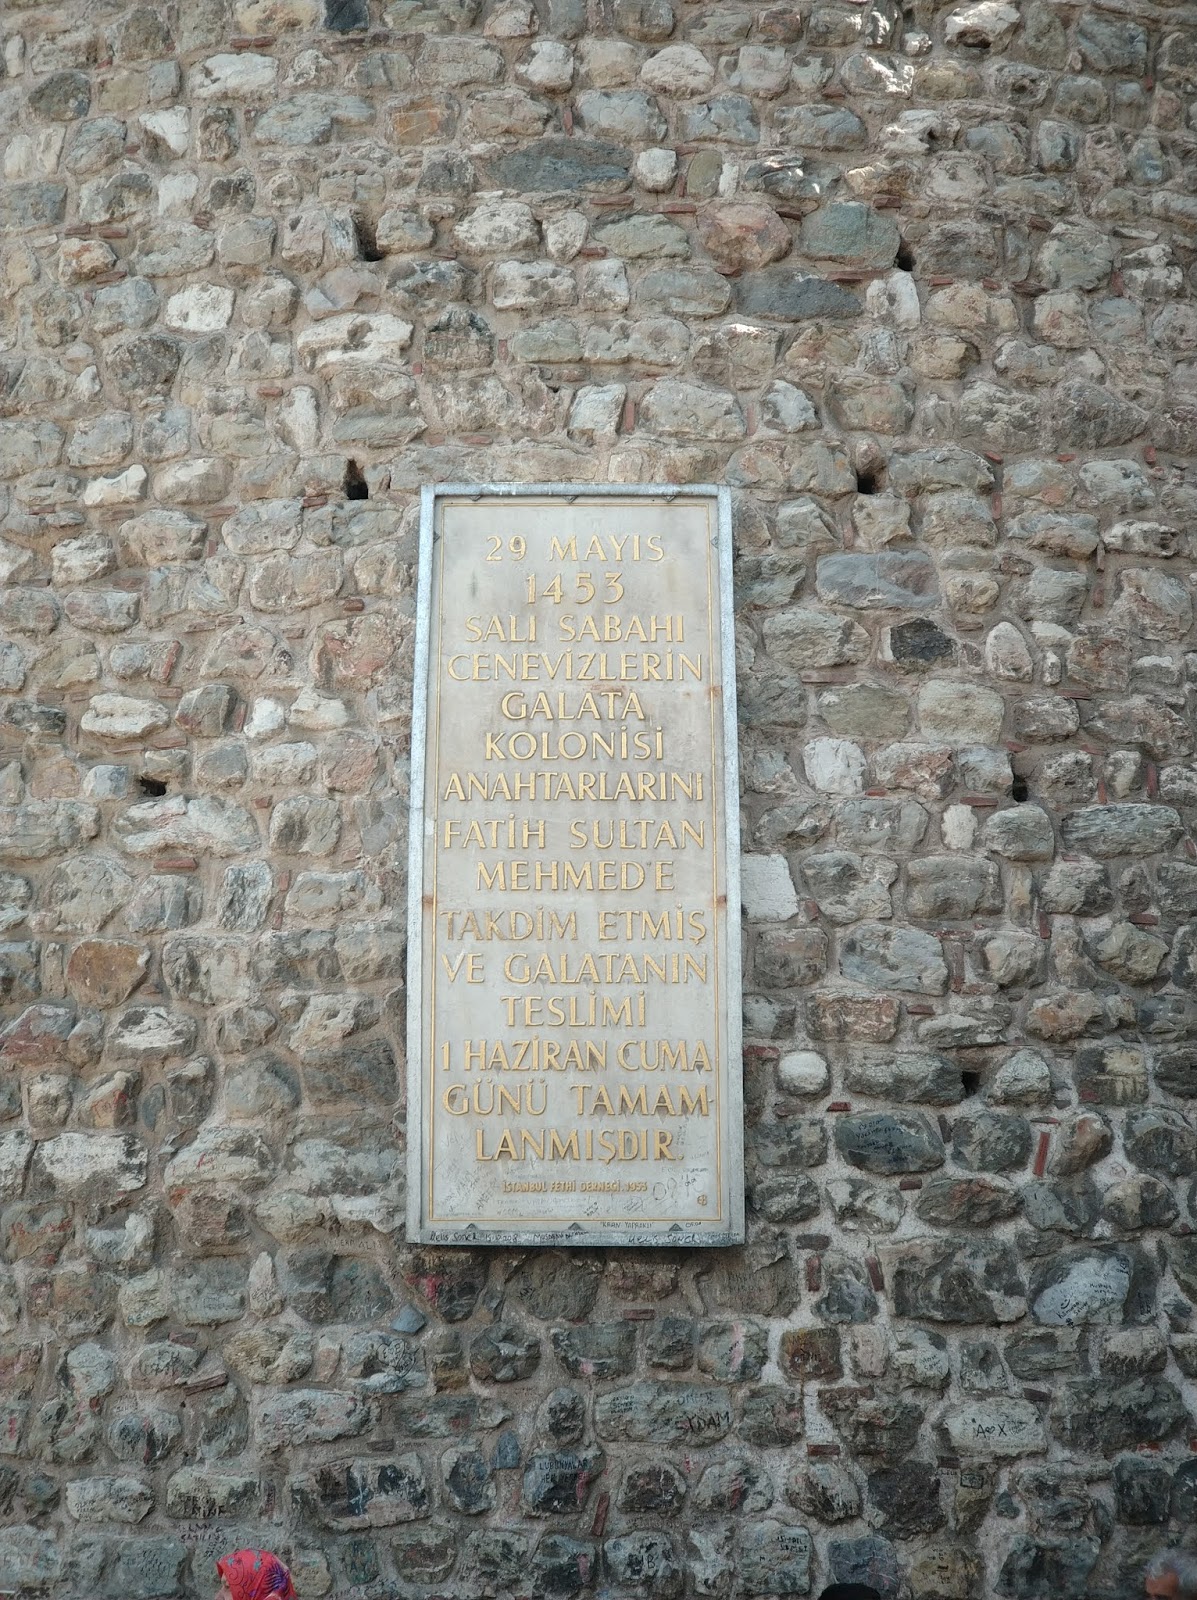 29 MAYIS
1453
SALI SABAHI
CENEVİZLERİN
GALATA
KOLONİSİ
ANAHTARLARINI
FATİH SULTAN
MEHMED'E
TAKDİM ETMİŞ
VE GALATANIN
TESLİMİ
1 HAZİRAN CUMA
GÜNÜ TAMAM-
LANMIŞDIR.
İSTANBUL FETHİ DERNEĞİ 1953
EYDAM